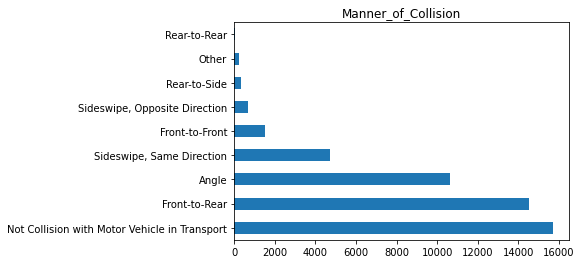 Manner_of_Collision
Rear-to-Rear
Other
Rear-to-Side
Sideswipe, Opposite Direction
Front-to-Front
Sideswipe, Same Direction
Angle
Front-to-Rear
Not Collision with Motor Vehicle in Transport
0 2000 4000 6000 8000 10000 12000 14000 16000